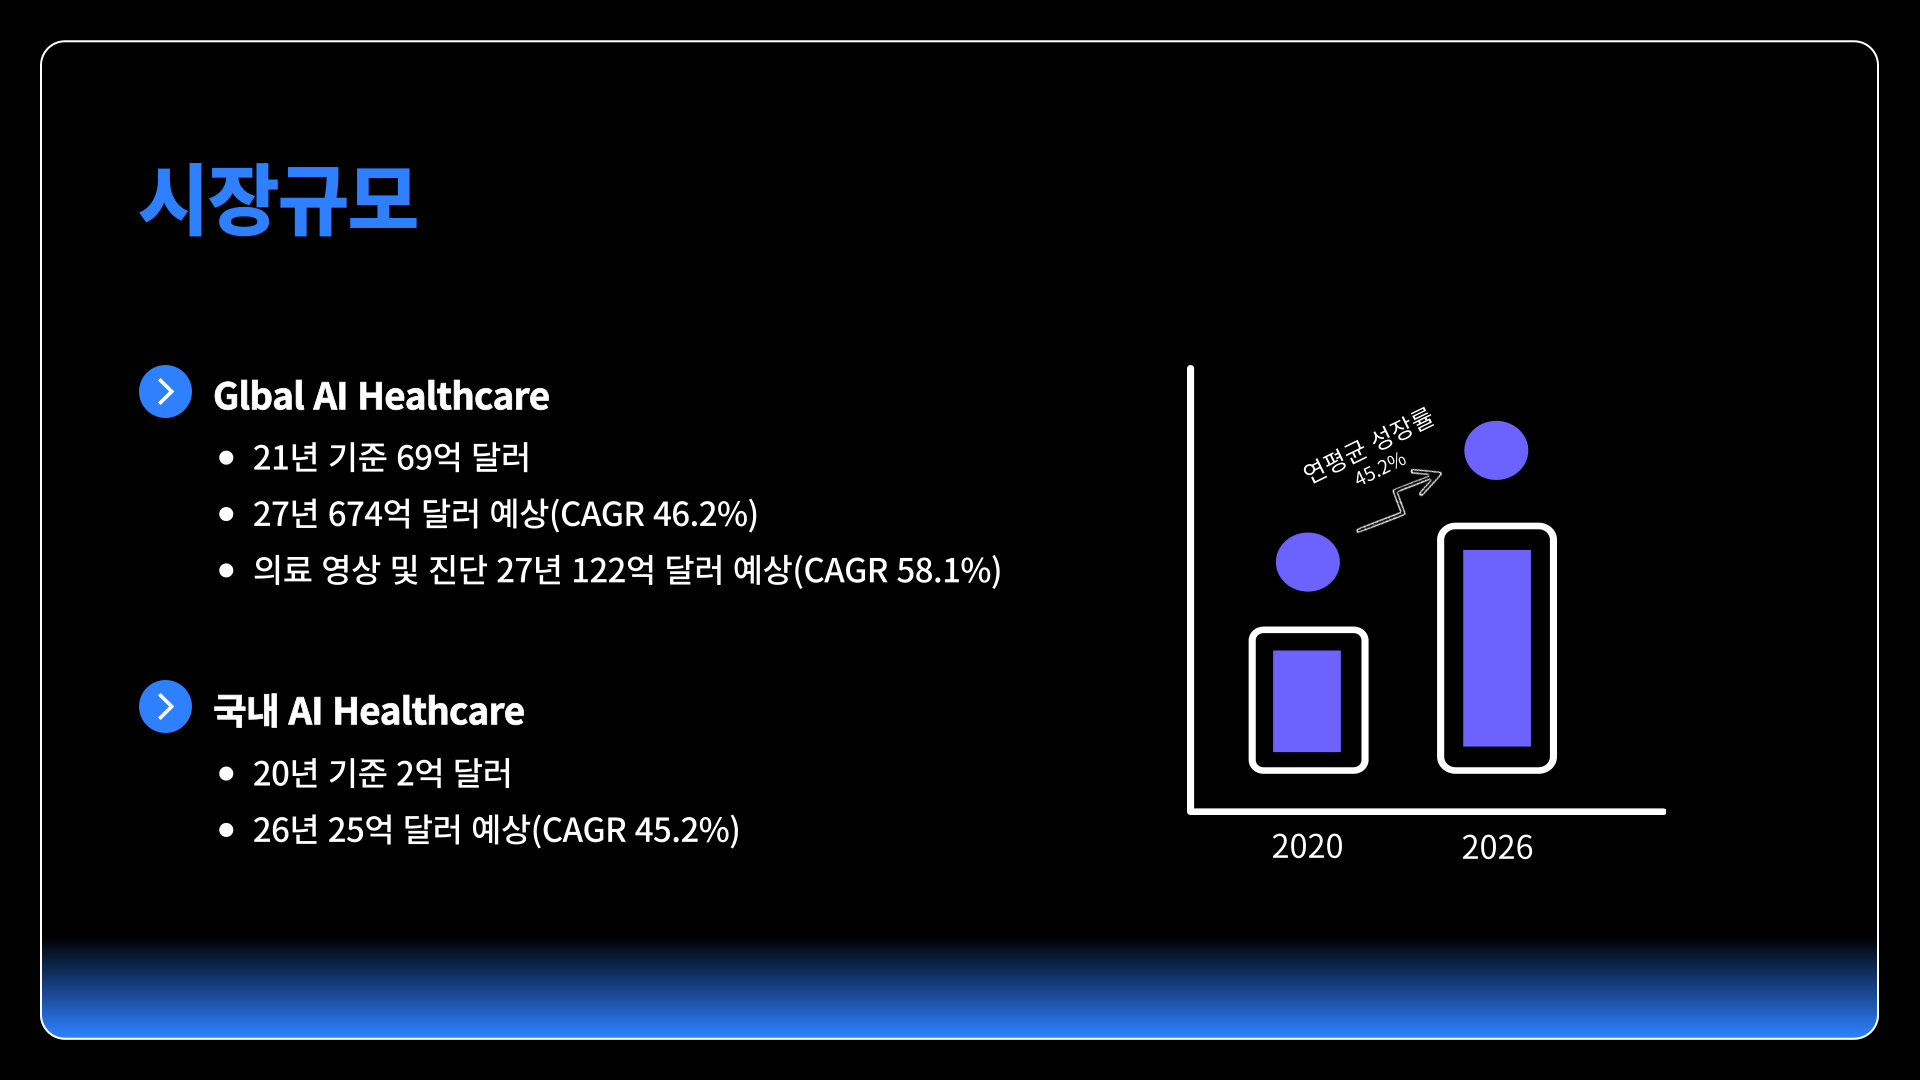 시장규모
Glbal AI Healthcare
• 21년 기준 69억 달러
• 27년 674억 달러 예상(CAGR 46.2%)
• 의료 영상 및 진단 27년 122억 달러 예상(CAGR 58.1%)
국내 AI Healthcare
• 20년 기준 2억 달러
• 26년 25억 달러 예상(CAGR 45.2%)
연평균 성장률
45.2%
2020
2026